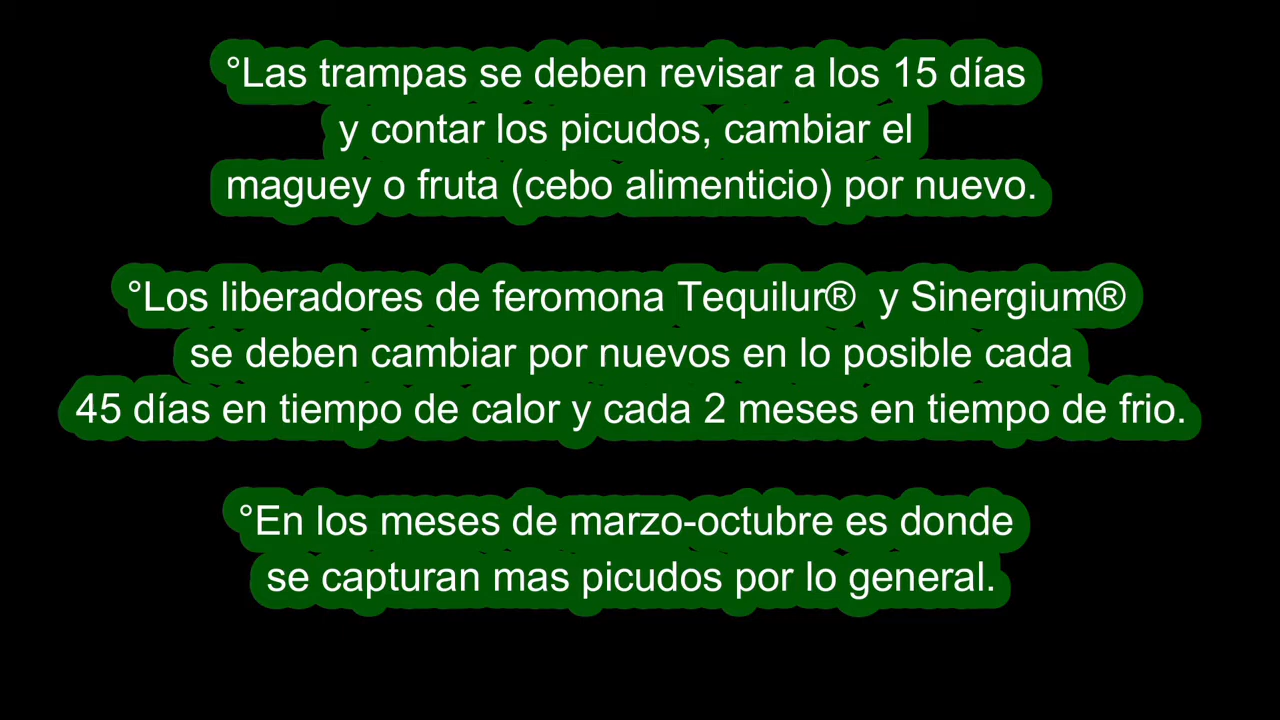 °Las trampas se deben revisar a los 15 días
y contar los picudos, cambiar el
maguey o fruta (cebo alimenticio) por nuevo.
°Los liberadores de feromona Tequilur® y Sinergium®
se deben cambiar por nuevos en lo posible cada
45 días en tiempo de calor y cada 2 meses en tiempo de frio.
°En los meses de marzo-octubre es donde
se capturan mas picudos por lo general.